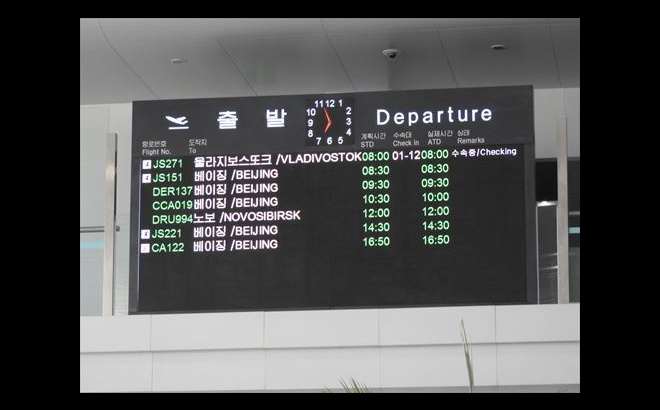 출 발 11 12 1 10 2 9 3 8 4 7 6 5 Departure
항로번호 도착지 계획시간 수속대 실제시간 상태
Flight No. To STD Check in ATD Remarks
JS271 울라지보스또크 /VLADIVOSTOK 08:00 01-12 08:00 수속중/Checking
JS151 베이징 /BEIJING 08:30 08:30
DER137 베이징 /BEIJING 09:30 09:30
CCA019 베이징 /BEIJING 10:30 10:00
DRU994 노보 /NOVOSIBIRSK 12:00 12:00
JS221 베이징 /BEIJING 14:30 14:30
CA122 베이징 /BEIJING 16:50 16:50